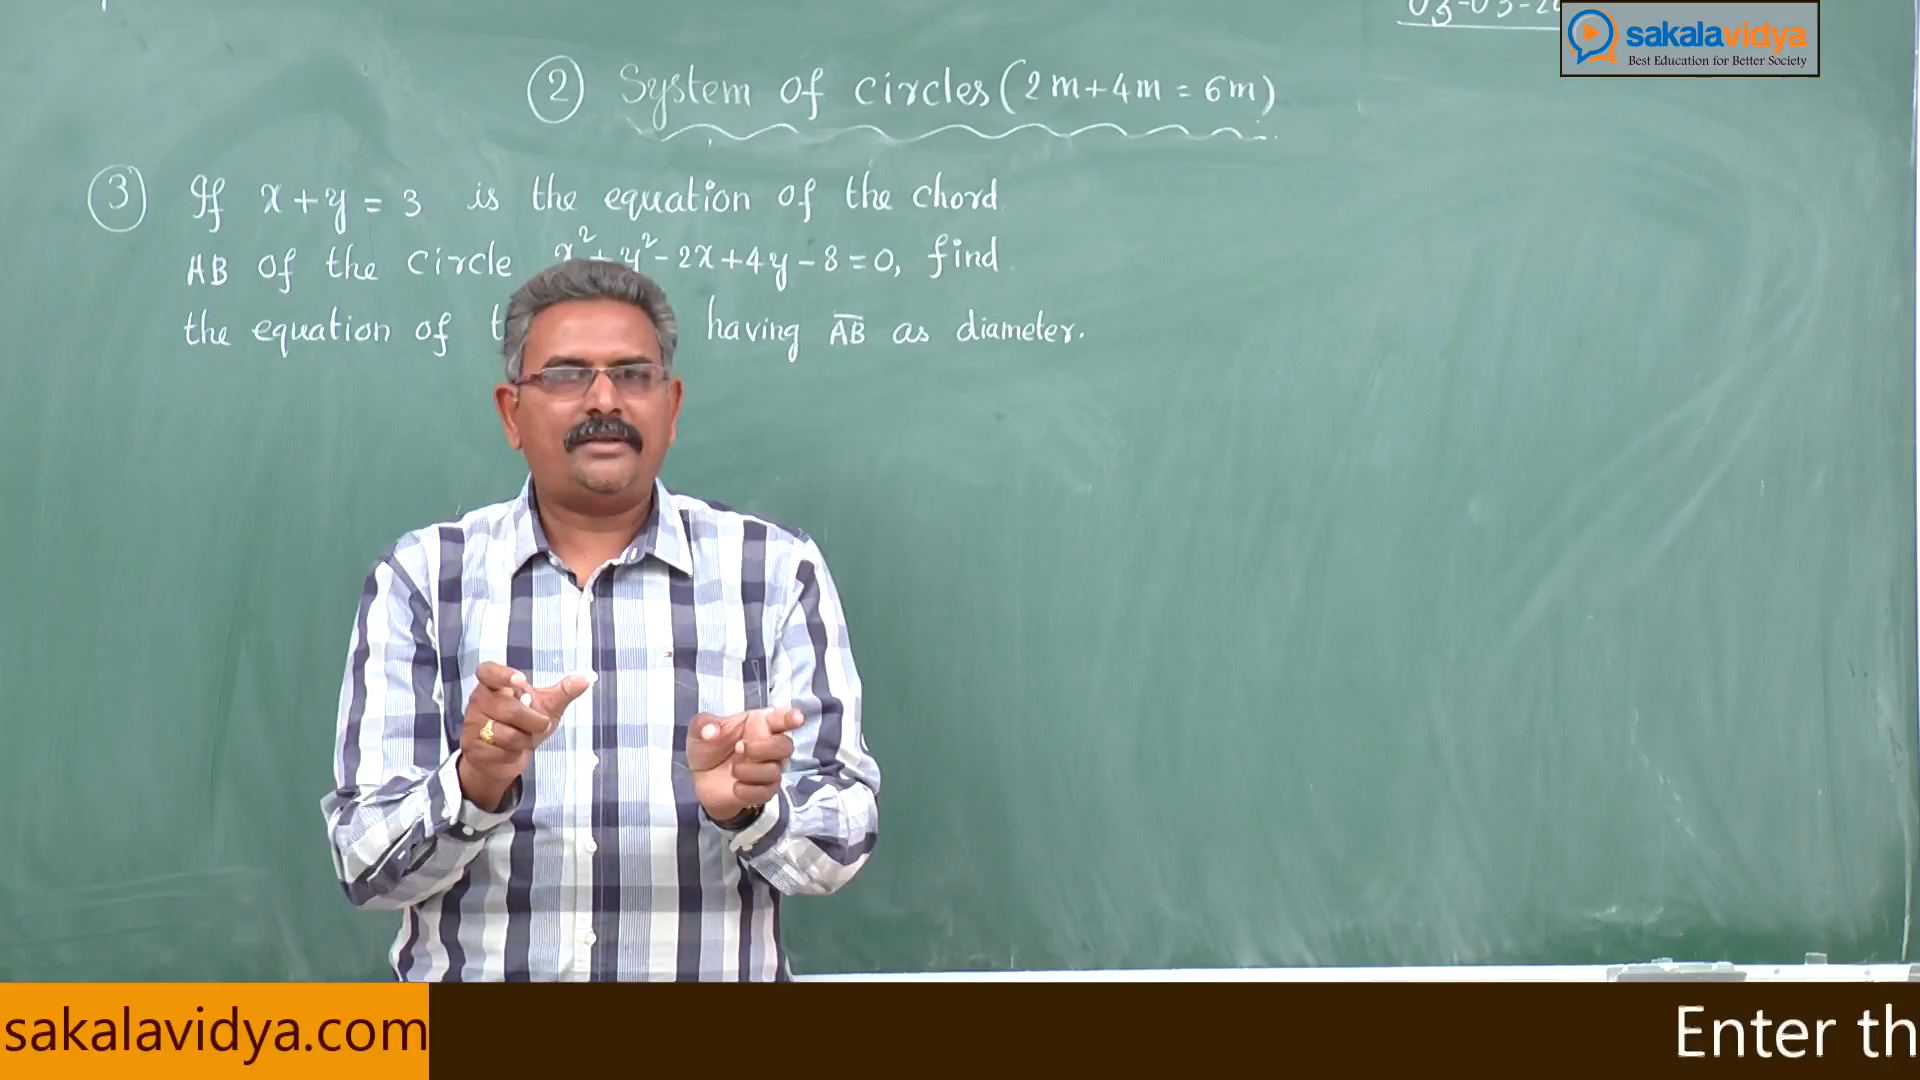 sakalavidya
Best Education for Better Society
② System of circles (2m+4m = 6m)
③ If x+y = 3 is the equation of the chord
AB of the circle x²+y²-2x+4y-8=0, find
the equation of having A̅B̅ as diameter.
sakalavidya.com
Enter th